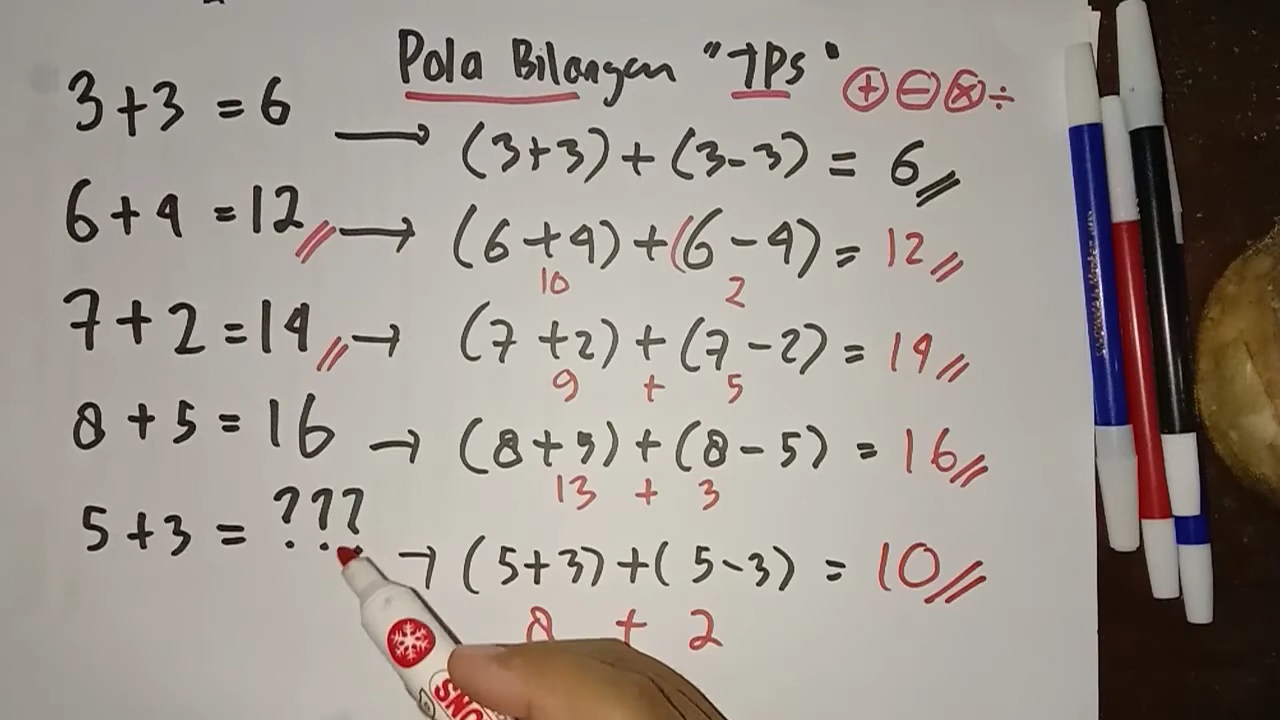 Pola Bilangan "TPS" + - × ÷
3+3=6 → (3+3)+(3-3)=6
6+4=12 → (6+4)+(6-4)=12
10 2
7+2=14 → (7+2)+(7-2)=14
9 + 5
8+5=16 → (8+5)+(8-5)=16
13 + 3
5+3=??? → (5+3)+(5-3)=10
8 + 2